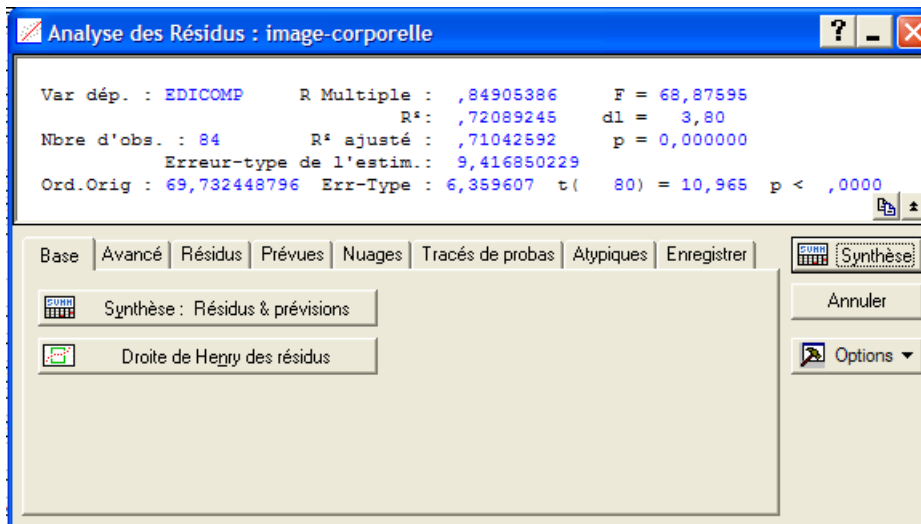 Analyse des Résidus : image-corporelle
Var dép. : EDICOMP R Multiple : ,84905386 F = 68,87595
R²: ,72089245 dl = 3,80
Nbre d'obs. : 84 R² ajusté : ,71042592 p = 0,000000
Erreur-type de l'estim.: 9,416850229
Ord.Orig : 69,732448796 Err-Type : 6,359607 t( 80) = 10,965 p < ,0000
Base Avancé Résidus Prévues Nuages Tracés de probas Atypiques Enregistrer
SUMM Synthèse
SUMM Synthèse : Résidus & prévisions
Annuler
Droite de Henry des résidus
Options